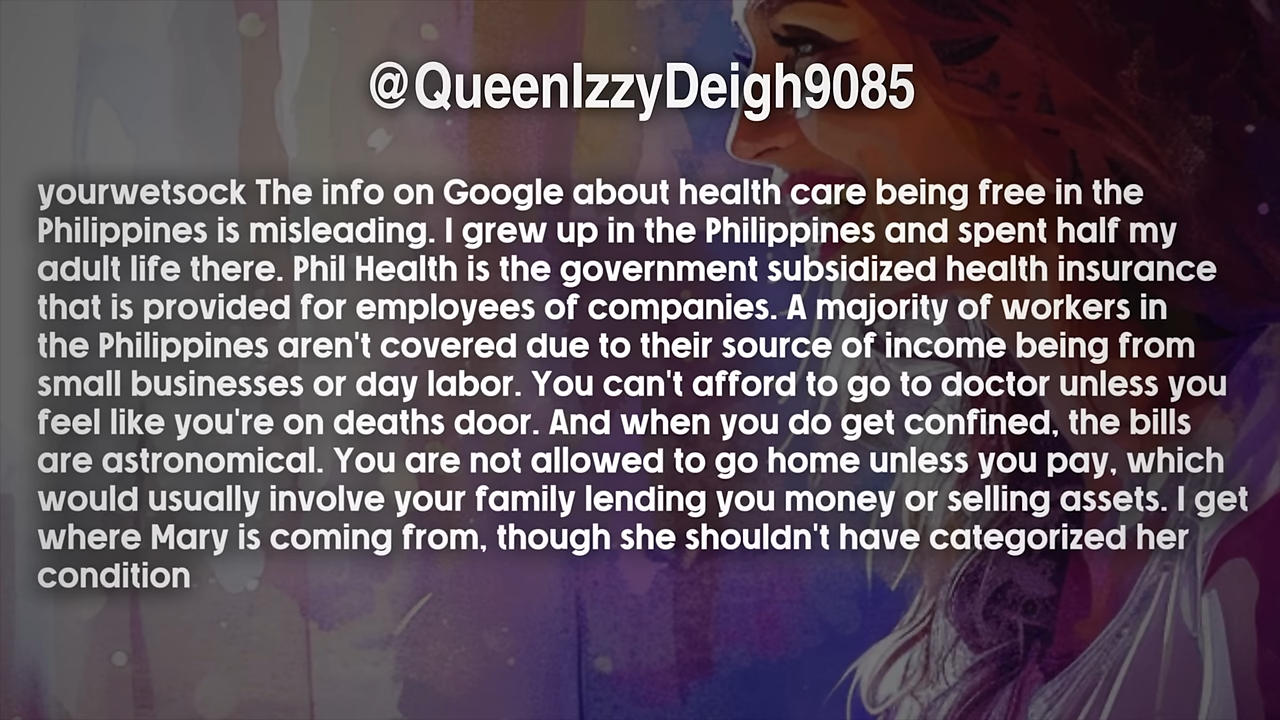 @QueenIzzyDeigh9085
yourwetsock The info on Google about health care being free in the
Philippines is misleading. I grew up in the Philippines and spent half my
adult life there. Phil Health is the government subsidized health insurance
that is provided for employees of companies. A majority of workers in
the Philippines aren't covered due to their source of income being from
small businesses or day labor. You can't afford to go to doctor unless you
feel like you're on deaths door. And when you do get confined, the bills
are astronomical. You are not allowed to go home unless you pay, which
would usually involve your family lending you money or selling assets. I get
where Mary is coming from, though she shouldn't have categorized her
condition